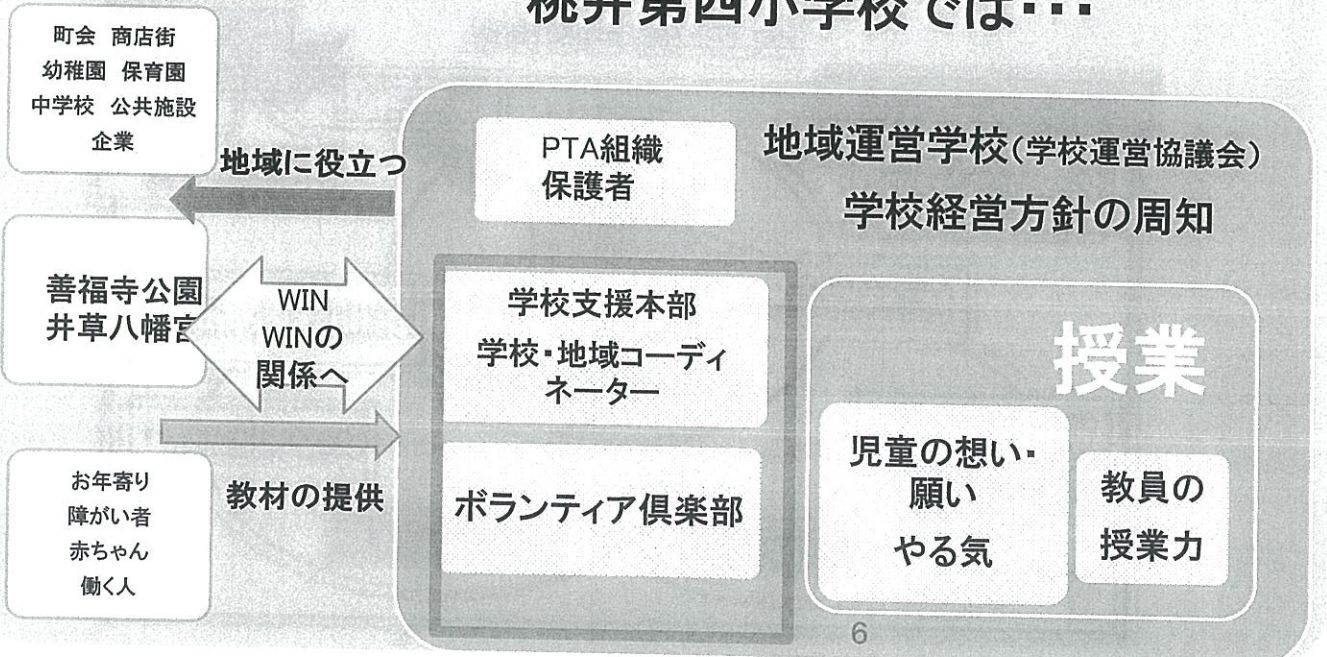 桃井第四小学校では・・・
町会 商店街
幼稚園 保育園
中学校 公共施設
企業
地域に役立つ
善福寺公園
井草八幡宮
WIN
WINの
関係へ
教材の提供
お年寄り
障がい者
赤ちゃん
働く人
PTA組織
保護者
地域運営学校(学校運営協議会)
学校経営方針の周知
学校支援本部
学校・地域コーディ
ネーター
ボランティア倶楽部
授業
児童の想い・
願い
やる気
教員の
授業力
6